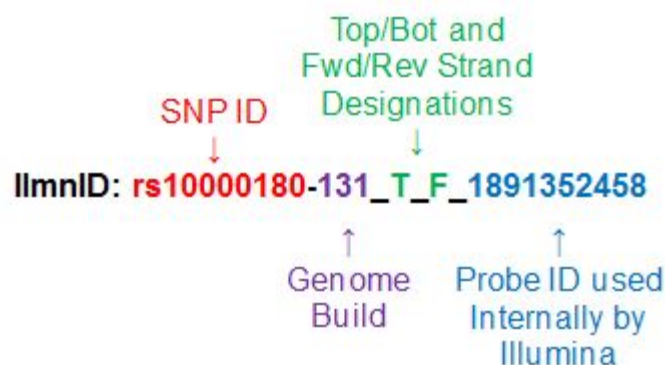 Top/Bot and
Fwd/Rev Strand
Designations
SNP ID
↓
↓
IlmnID: rs10000180-131_T_F_1891352458
↑
↑
Genome
Build
Probe ID used
Internally by
Illumina